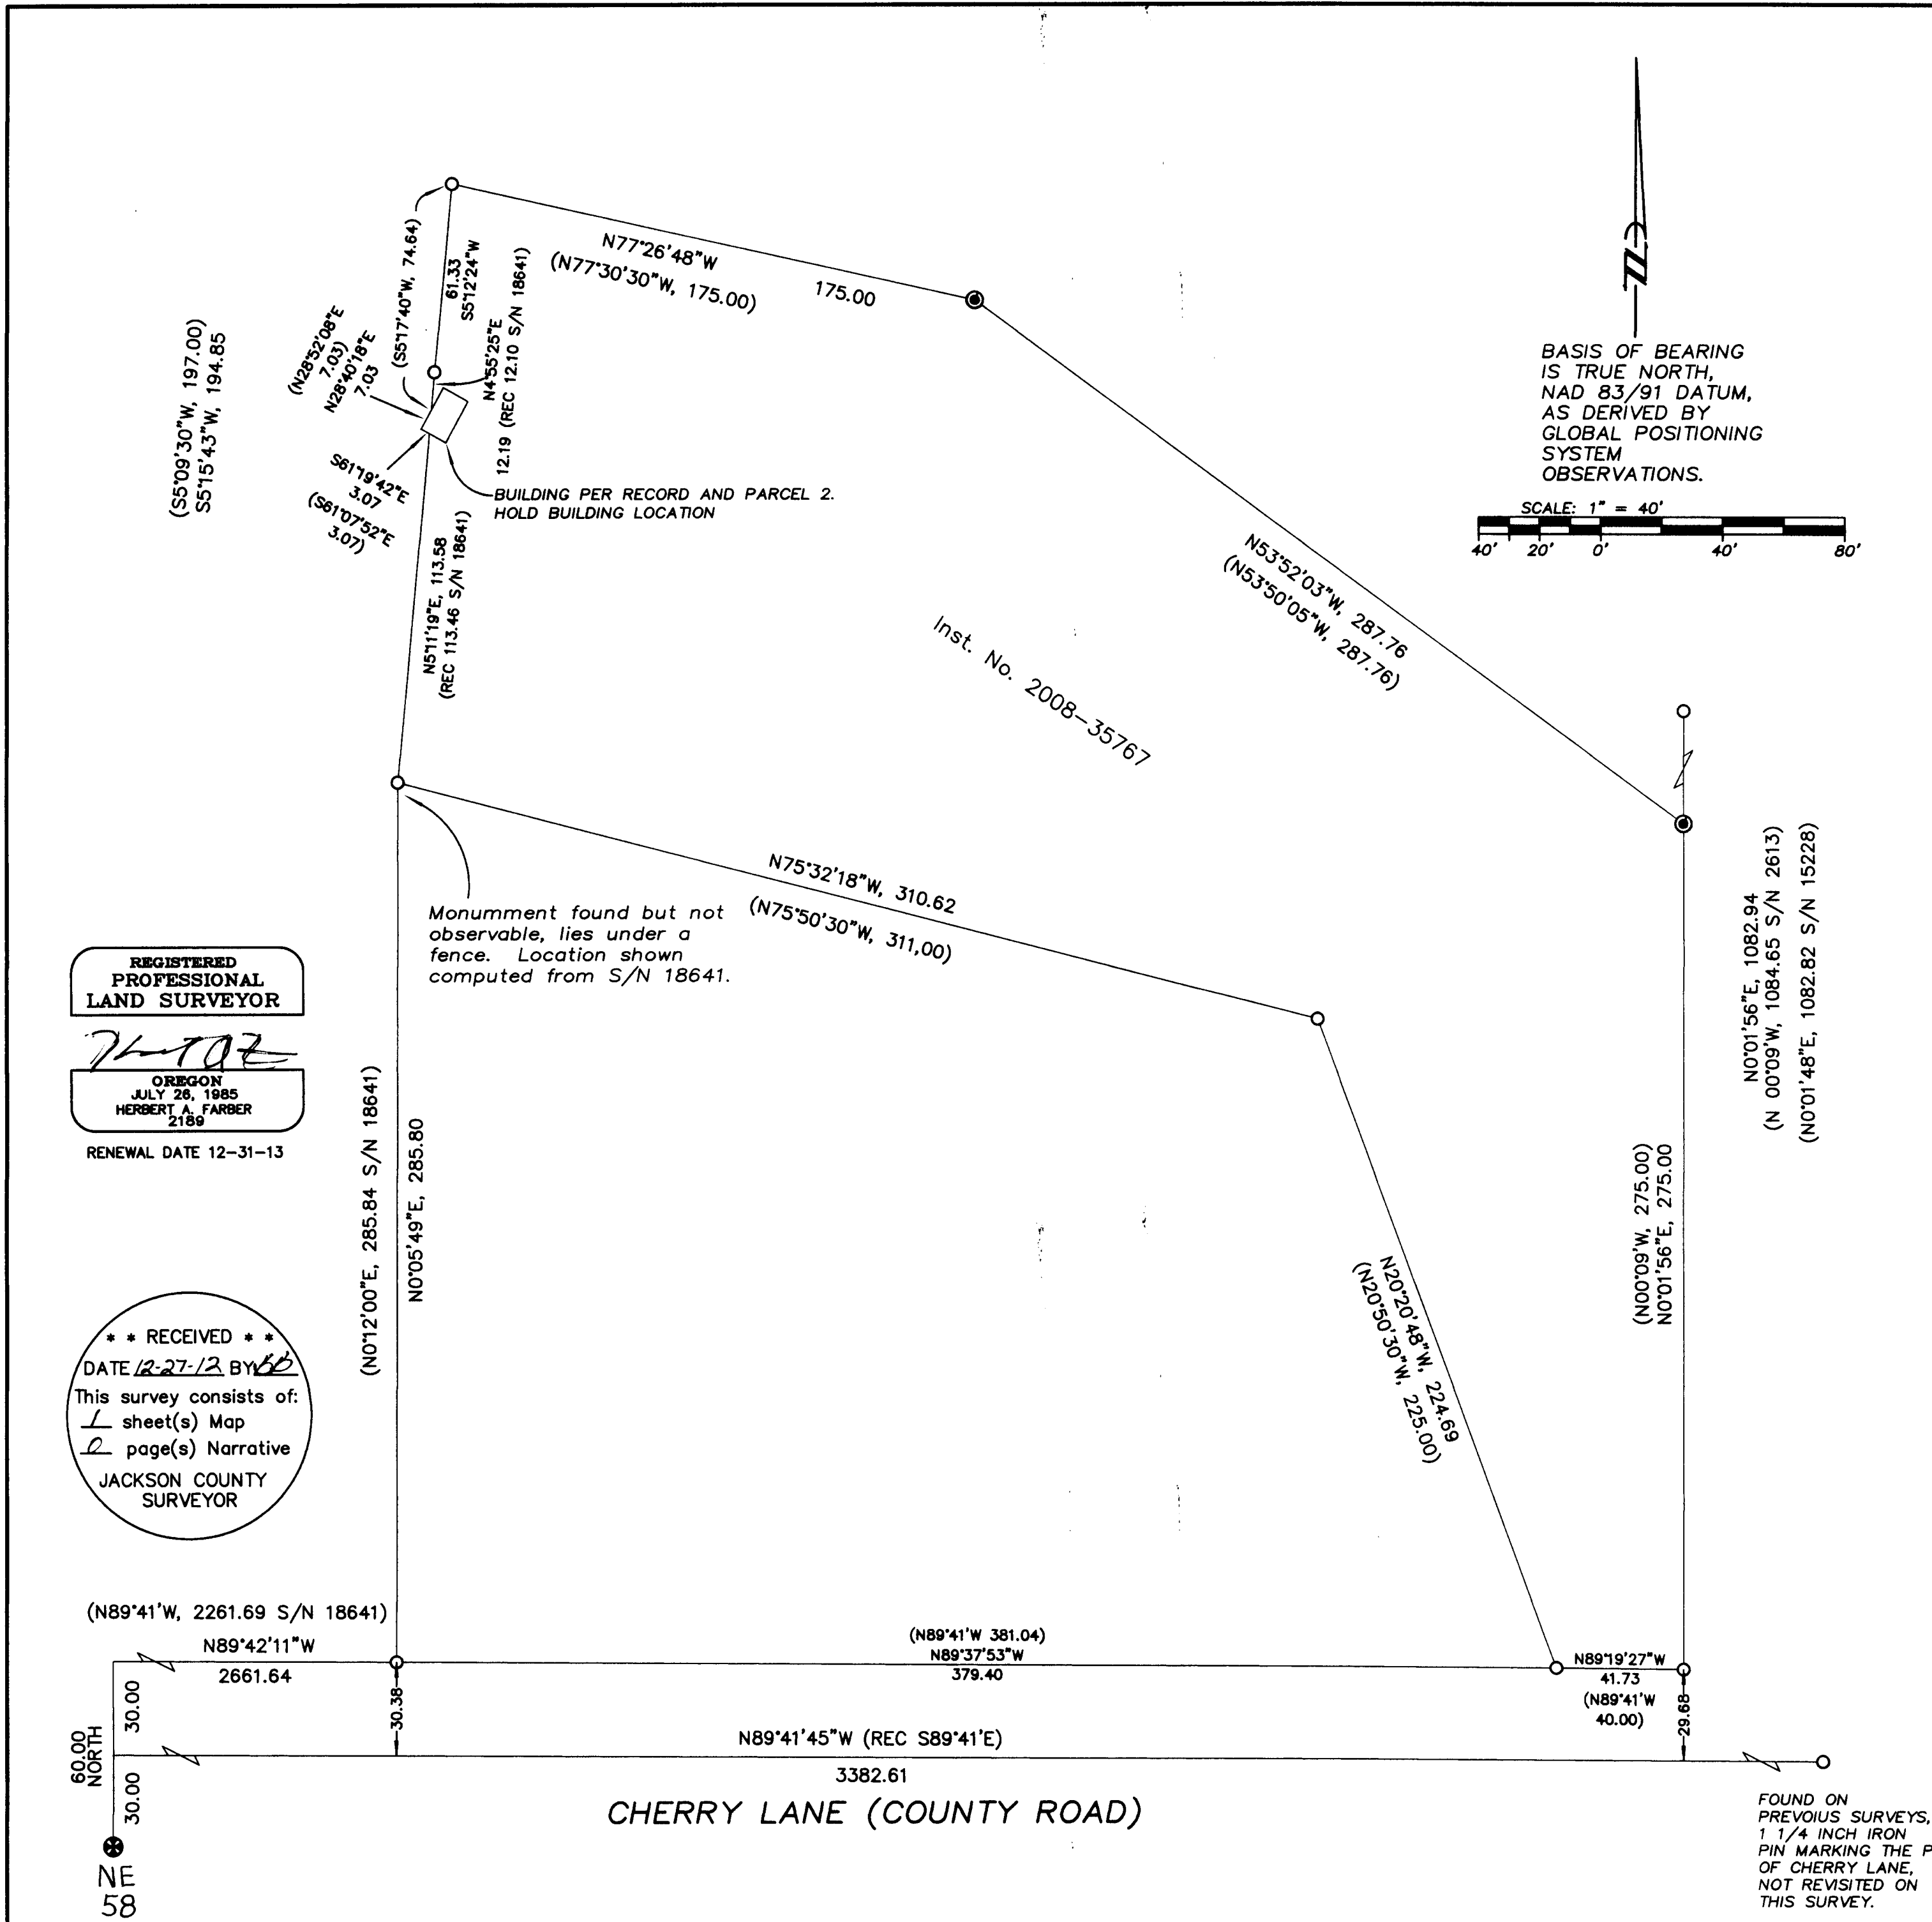 N77°26'48"W
(N77°30'30"W, 175.00)
175.00
(S5°17'40"W, 74.64)
61.33
S5°12'24"W
N4°55'25"E
12.19 (REC 12.10 S/N 18641)
(N28°52'08"E
7.03)
N28°40'18"E
7.03
(S5°09'30"W, 197.00)
S5°15'43"W, 194.85
S61°19'42"E
3.07
(S61°07'52"E
3.07)
BUILDING PER RECORD AND PARCEL 2.
HOLD BUILDING LOCATION
N5°11'19"E, 113.58
(REC 113.46 S/N 18641)
BASIS OF BEARING
IS TRUE NORTH,
NAD 83/91 DATUM,
AS DERIVED BY
GLOBAL POSITIONING
SYSTEM
OBSERVATIONS.
SCALE: 1" = 40'
40' 20' 0' 40' 80'
N53°52'03"W, 287.76
(N53°50'05"W, 287.76)
Inst. No. 2008-35767
N75°32'18"W, 310.62
(N75°50'30"W, 311,00)
Monumment found but not
observable, lies under a
fence. Location shown
computed from S/N 18641.
REGISTERED
PROFESSIONAL
LAND SURVEYOR
OREGON
JULY 26, 1985
HERBERT A. FARBER
2189
RENEWAL DATE 12-31-13
N0°01'56"E, 1082.94
(N 00°09'W, 1084.65 S/N 2613)
(N0°01'48"E, 1082.82 S/N 15228)
(N0°12'00"E, 285.84 S/N 18641)
N0°05'49"E, 285.80
(N00°09'W, 275.00)
N0°01'56"E, 275.00
N20°20'48"W, 224.69
(N20°50'30"W, 225.00)
* * RECEIVED * *
DATE 12-27-12 BY
This survey consists of:
1 sheet(s) Map
0 page(s) Narrative
JACKSON COUNTY
SURVEYOR
(N89°41'W, 2261.69 S/N 18641)
N89°42'11"W
2661.64
(N89°41'W 381.04)
N89°37'53"W
379.40
N89°19'27"W
41.73
(N89°41'W
40.00)
30.00
30.38
29.68
60.00
NORTH
30.00
N89°41'45"W (REC S89°41'E)
3382.61
CHERRY LANE (COUNTY ROAD)
NE
58
FOUND ON
PREVOIUS SURVEYS,
1 1/4 INCH IRON
PIN MARKING THE P
OF CHERRY LANE,
NOT REVISITED ON
THIS SURVEY.